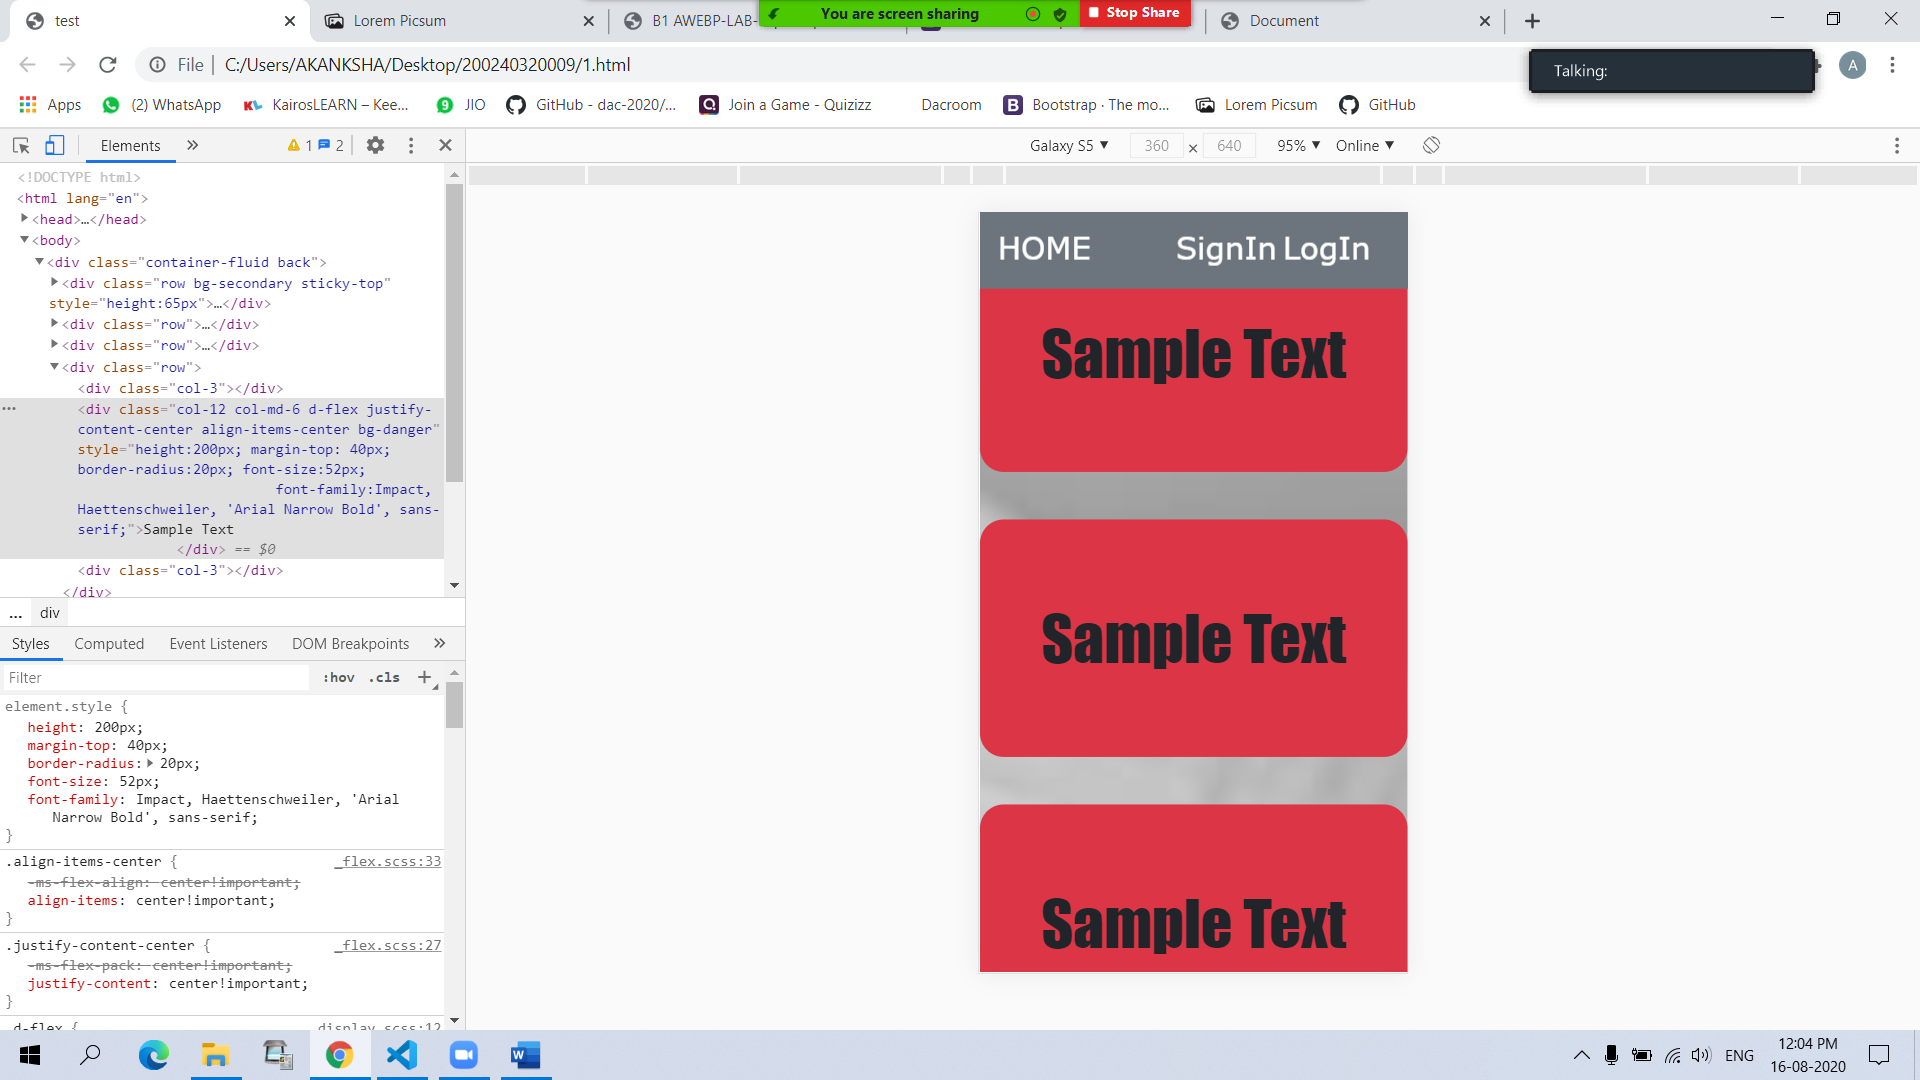 test
Lorem Picsum
B1 AWEBP-LAB-
You are screen sharing
Stop Share
Document
File
C:/Users/AKANKSHA/Desktop/200240320009/1.html
Talking:
A
Apps
(2) WhatsApp
KairosLEARN – Kee...
JIO
GitHub - dac-2020/...
Join a Game - Quizizz
Dacroom
Bootstrap · The mo...
Lorem Picsum
GitHub
Elements
1
2
Galaxy S5
360
×
640
95%
Online
<!DOCTYPE html>
<html lang="en">
<head>…</head>
<body>
<div class="container-fluid back">
<div class="row bg-secondary sticky-top"
style="height:65px">…</div>
<div class="row">…</div>
<div class="row">…</div>
<div class="row">
<div class="col-3"></div>
<div class="col-12 col-md-6 d-flex justify-
content-center align-items-center bg-danger"
style="height:200px; margin-top: 40px;
border-radius:20px; font-size:52px;
font-family:Impact,
Haettenschweiler, 'Arial Narrow Bold', sans-
serif;">Sample Text
</div> == $0
<div class="col-3"></div>
</div>
... div
Styles
Computed
Event Listeners
DOM Breakpoints
Filter
:hov
.cls
element.style {
height: 200px;
margin-top: 40px;
border-radius: 20px;
font-size: 52px;
font-family: Impact, Haettenschweiler, 'Arial
Narrow Bold', sans-serif;
}
.align-items-center {
_flex.scss:33
-ms-flex-align: center!important;
align-items: center!important;
}
.justify-content-center {
_flex.scss:27
-ms-flex-pack: center!important;
justify-content: center!important;
}
.d-flex {
display.scss:12
HOME
SignIn LogIn
Sample Text
Sample Text
Sample Text
ENG
12:04 PM
16-08-2020